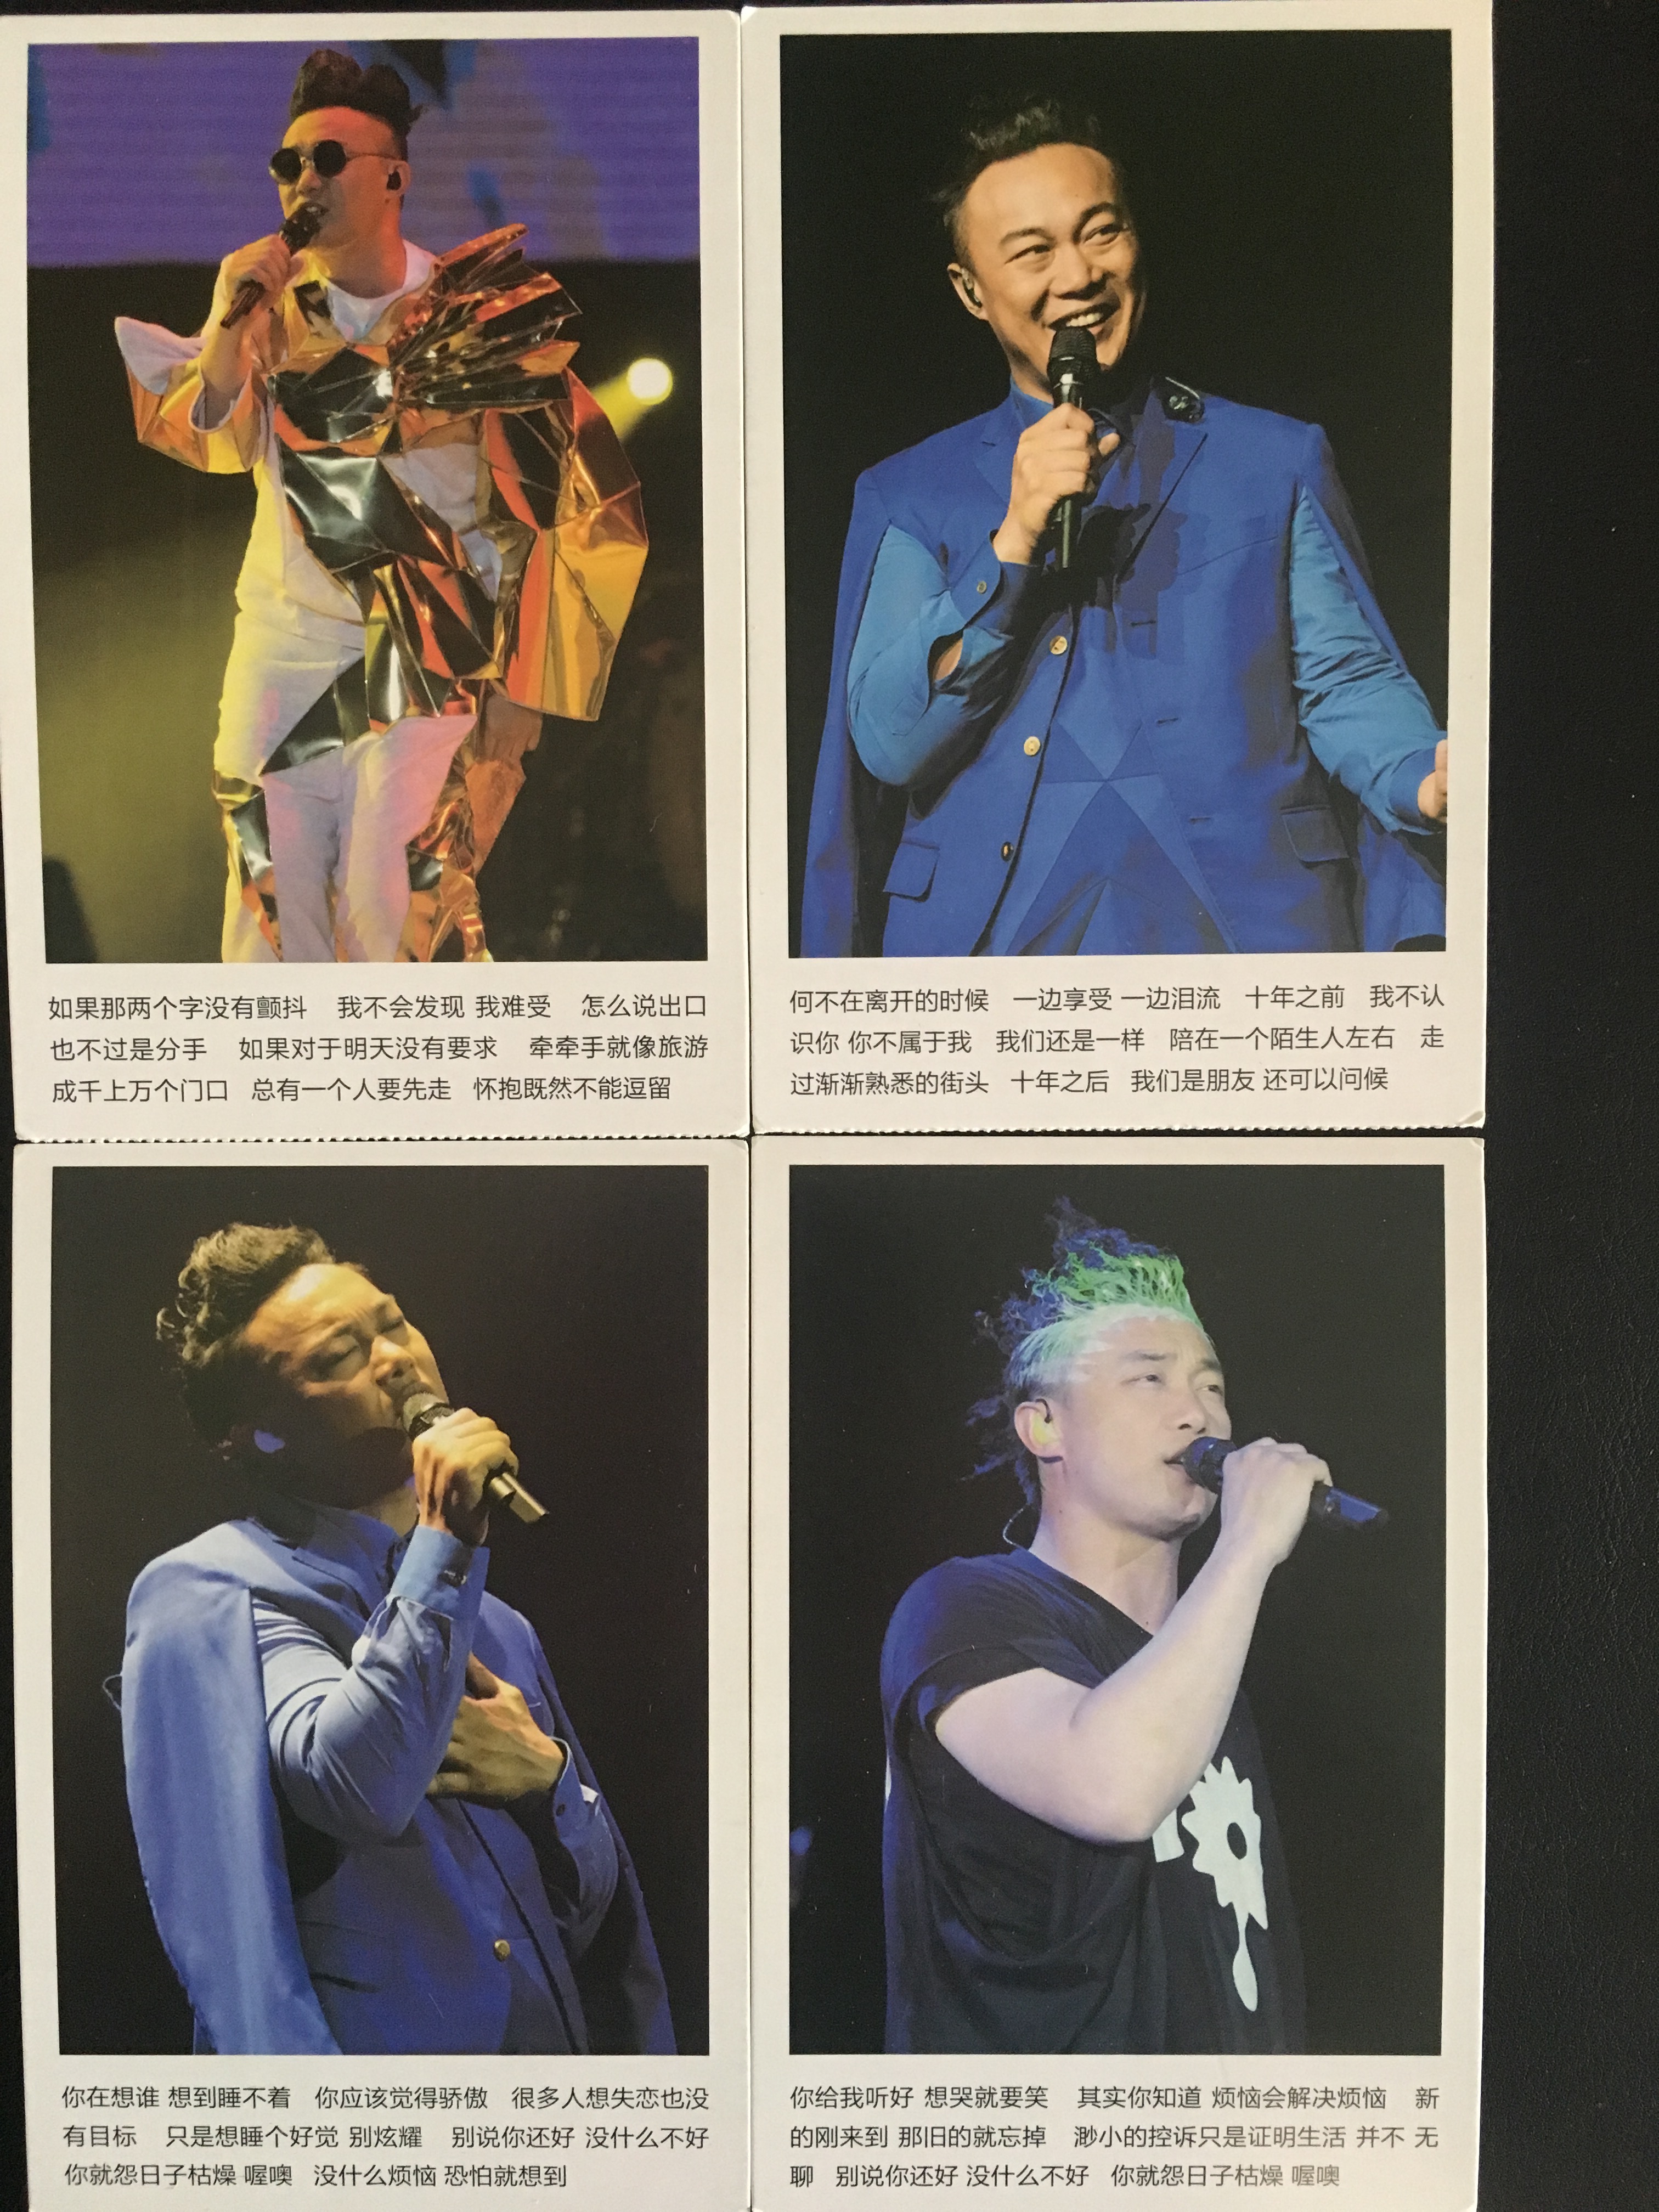 如果那两个字没有颤抖　我不会发现 我难受　怎么说出口
也不过是分手　如果对于明天没有要求　牵牵手就像旅游
成千上万个门口　总有一个人要先走　怀抱既然不能逗留
何不在离开的时候　一边享受 一边泪流　十年之前　我不认
识你 你不属于我　我们还是一样　陪在一个陌生人左右　走
过渐渐熟悉的街头　十年之后　我们是朋友 还可以问候
你在想谁 想到睡不着　你应该觉得骄傲　很多人想失恋也没
有目标　只是想睡个好觉 别炫耀　别说你还好 没什么不好
你就怨日子枯燥 喔噢　没什么烦恼 恐怕就想到
你给我听好 想哭就要笑　其实你知道 烦恼会解决烦恼　新
的刚来到 那旧的就忘掉　渺小的控诉只是证明生活 并不 无
聊　别说你还好 没什么不好　你就怨日子枯燥 喔噢